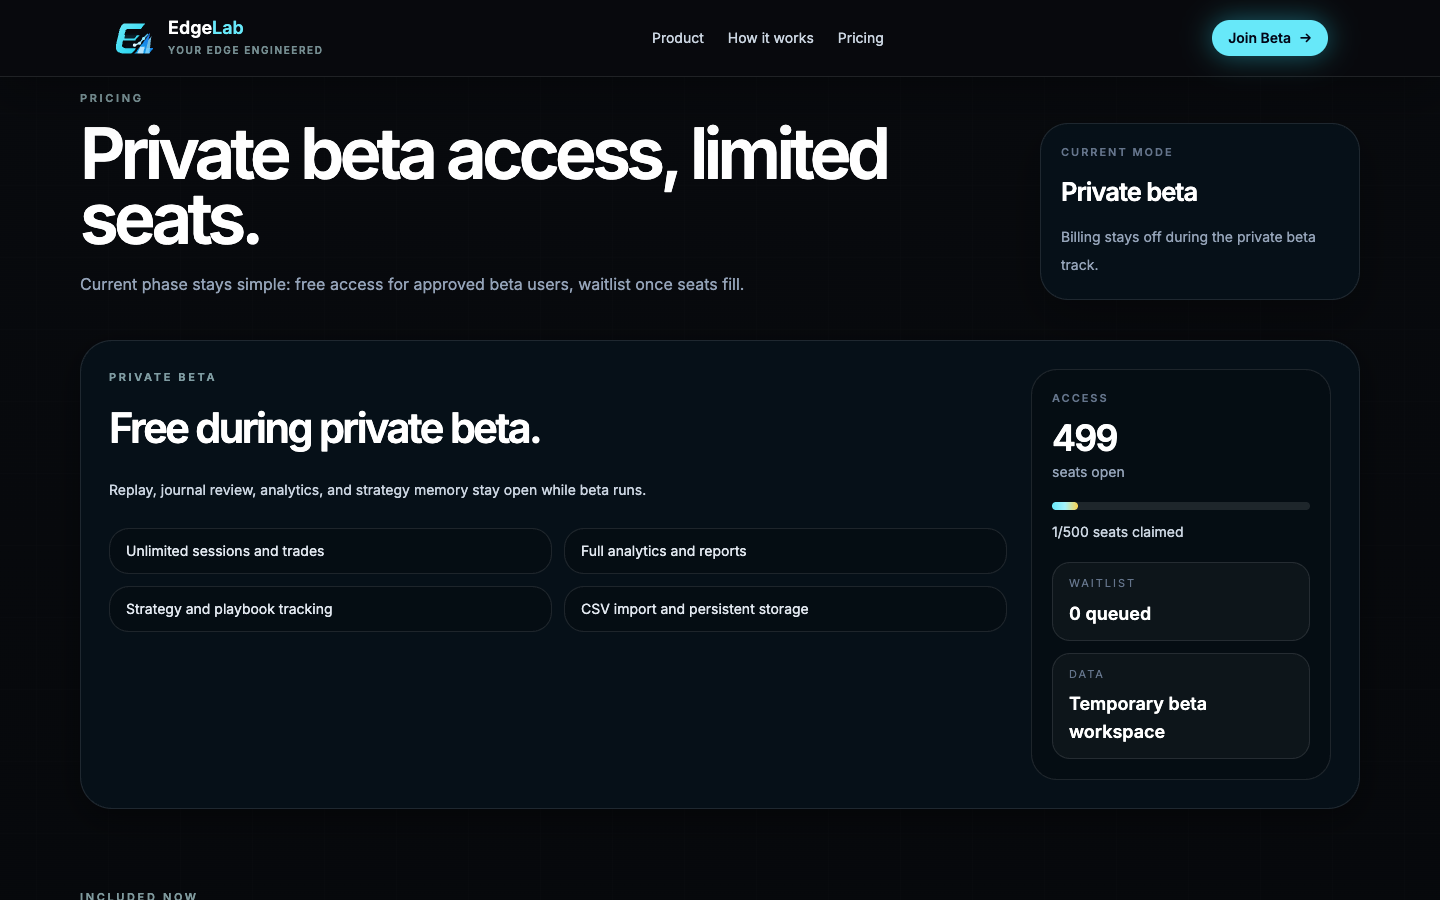 EdgeLab
YOUR EDGE ENGINEERED
Product
How it works
Pricing
Join Beta →
PRICING
Private beta access, limited
seats.
Current phase stays simple: free access for approved beta users, waitlist once seats fill.
CURRENT MODE
Private beta
Billing stays off during the private beta
track.
PRIVATE BETA
Free during private beta.
Replay, journal review, analytics, and strategy memory stay open while beta runs.
Unlimited sessions and trades
Full analytics and reports
Strategy and playbook tracking
CSV import and persistent storage
ACCESS
499
seats open
1/500 seats claimed
WAITLIST
0 queued
DATA
Temporary beta
workspace
INCLUDED NOW